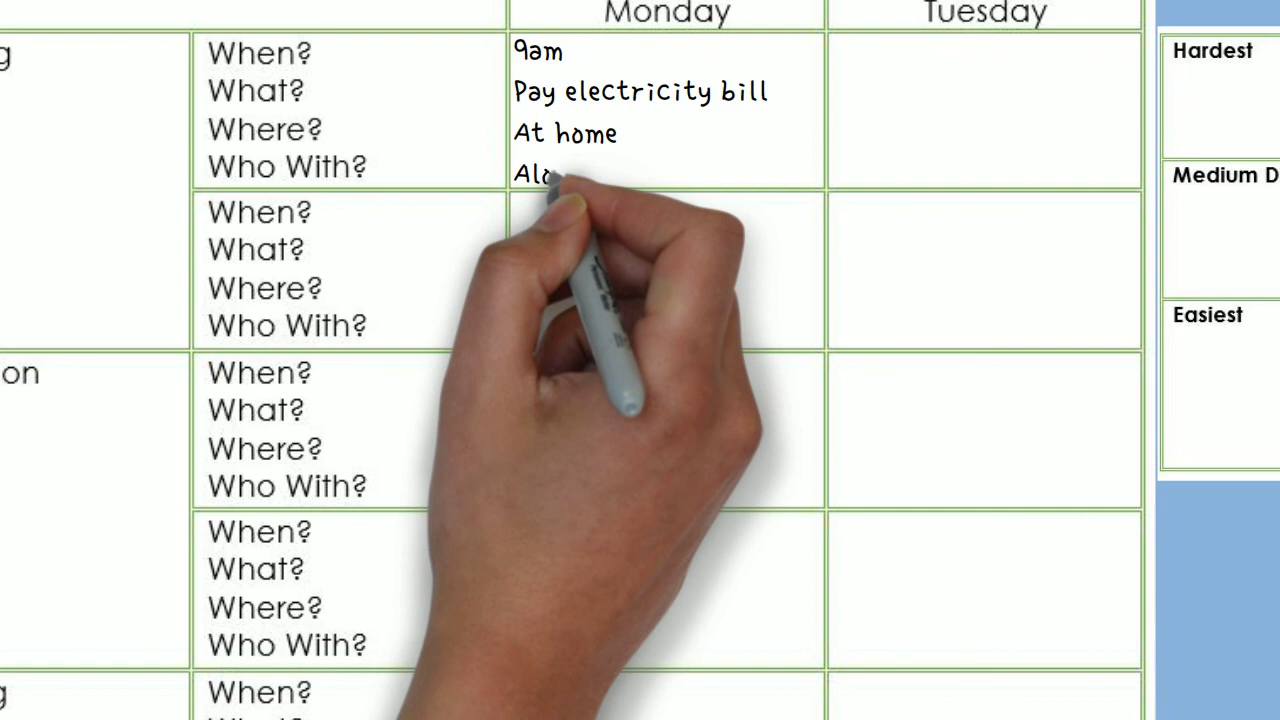 Monday Tuesday
g When? 9am
What? Pay electricity bill
Where? At home
Who With?
When?
What?
Where?
Who With?
on When?
What?
Where?
Who With?
When?
What?
Where?
Who With?
g When?
Hardest
Medium D
Easiest